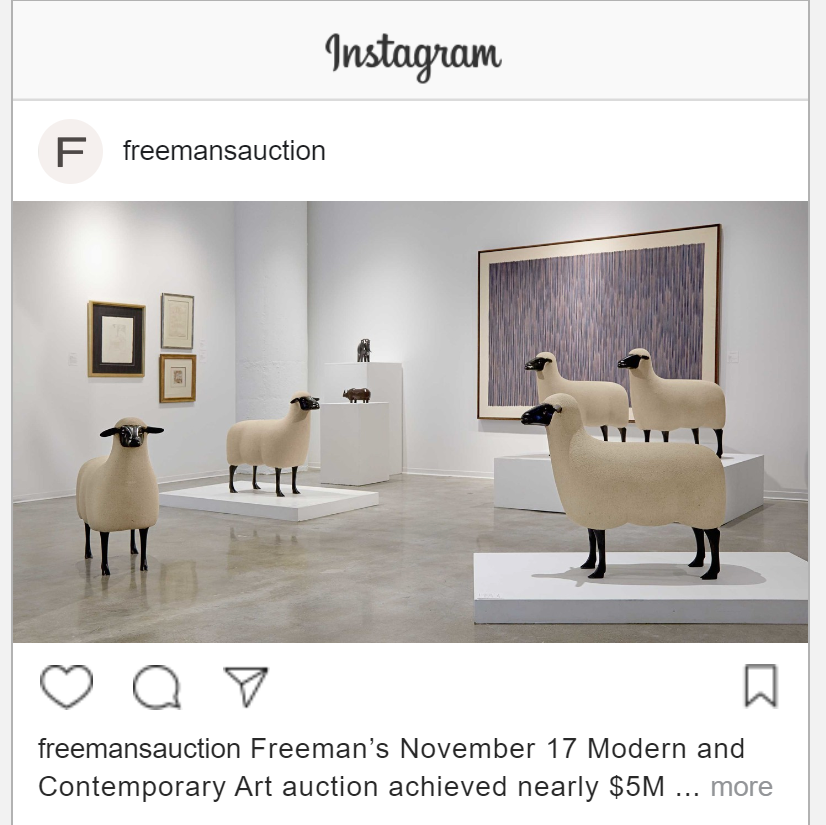 Instagram
F
freemansauction
freemansauction Freeman’s November 17 Modern and
Contemporary Art auction achieved nearly $5M ... more